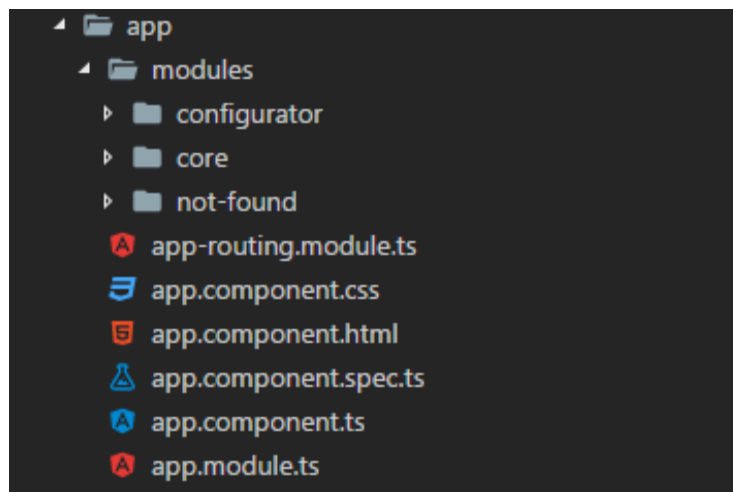 app
modules
configurator
core
not-found
app-routing.module.ts
app.component.css
app.component.html
app.component.spec.ts
app.component.ts
app.module.ts